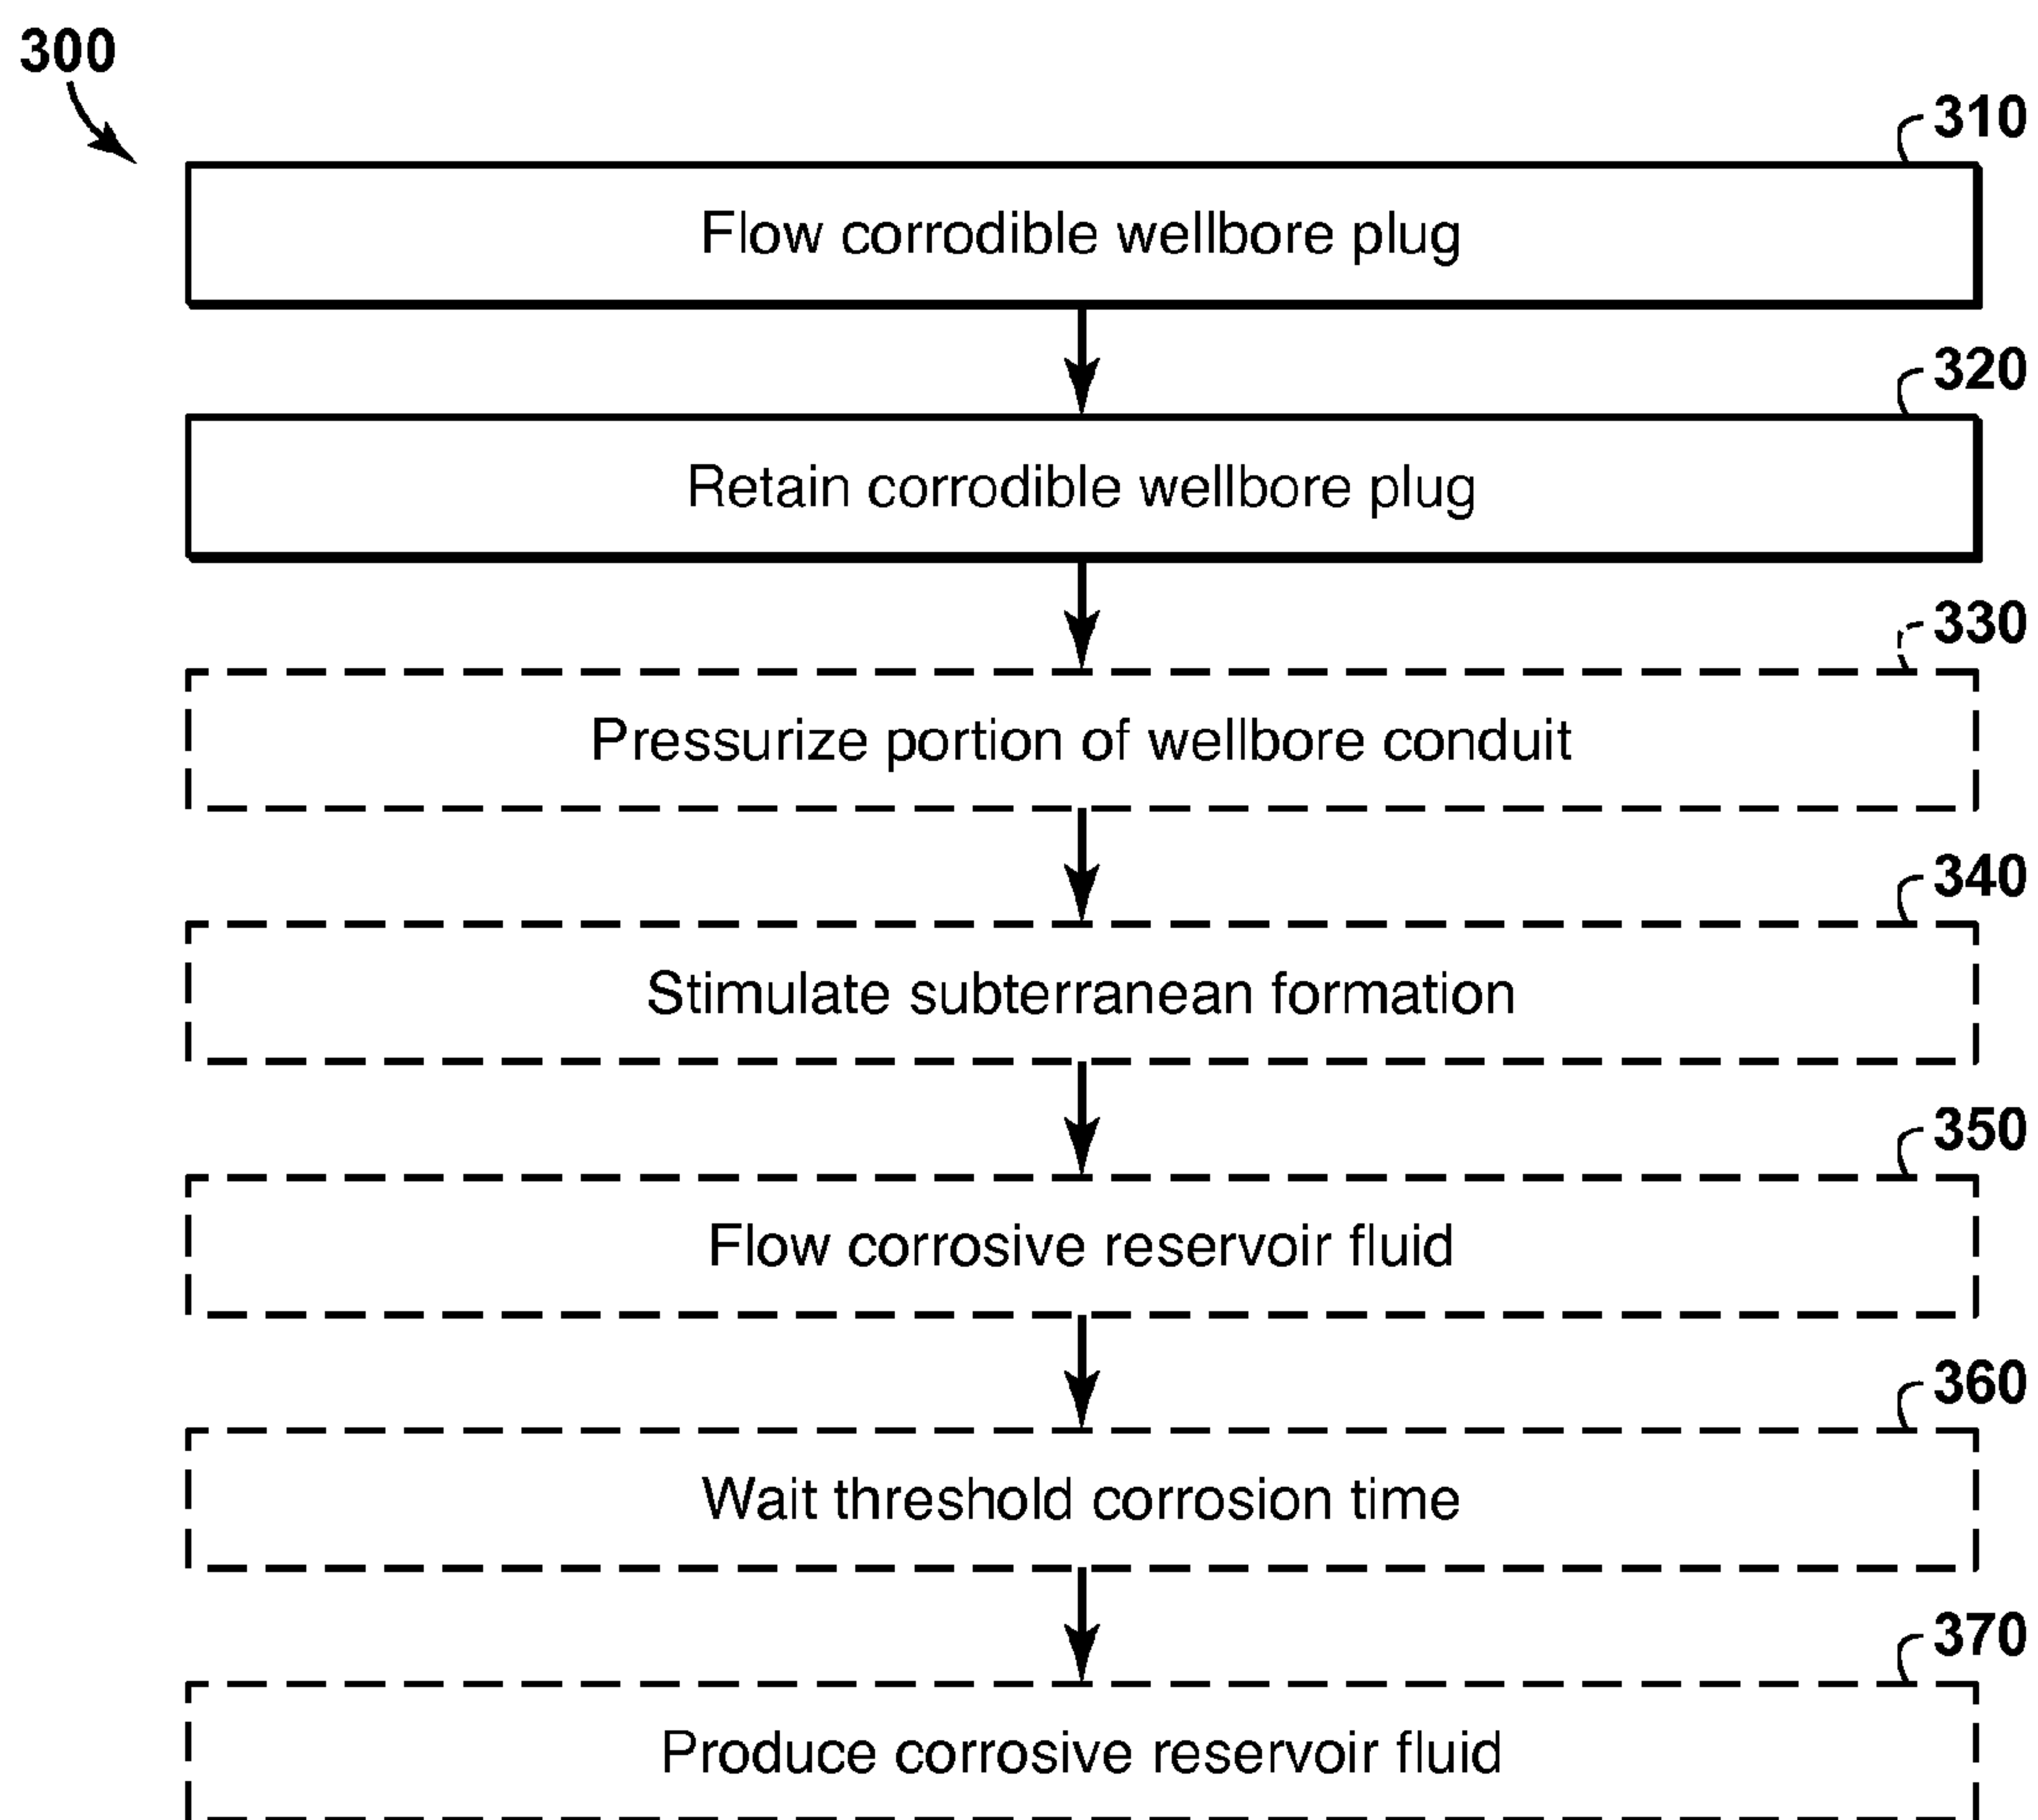 300
310
Flow corrodible wellbore plug
320
Retain corrodible wellbore plug
330
Pressurize portion of wellbore conduit
340
Stimulate subterranean formation
350
Flow corrosive reservoir fluid
360
Wait threshold corrosion time
370
Produce corrosive reservoir fluid